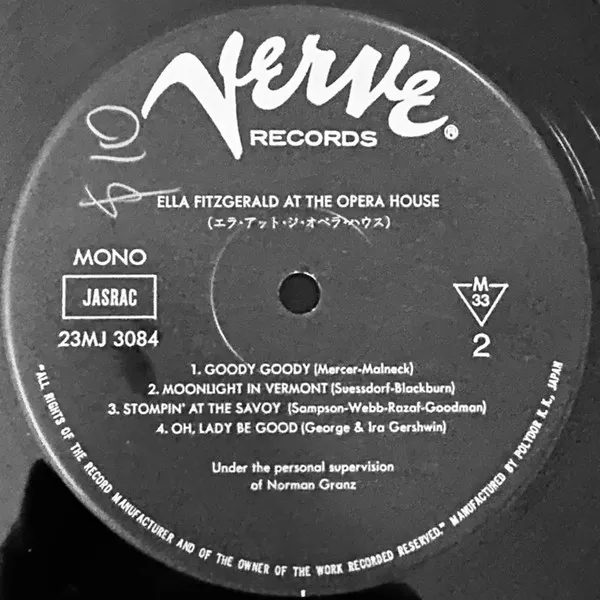 Verve®
RECORDS
$10
ELLA FITZGERALD AT THE OPERA HOUSE
(エラ・アット・ジ・オペラ・ハウス)
MONO
JASRAC
23MJ 3084
M
33
2
1. GOODY GOODY (Mercer-Malneck)
2. MOONLIGHT IN VERMONT (Suessdorf-Blackburn)
3. STOMPIN' AT THE SAVOY (Sampson-Webb-Razaf-Goodman)
4. OH, LADY BE GOOD (George & Ira Gershwin)
Under the personal supervision
of Norman Granz
"ALL RIGHTS OF THE RECORD MANUFACTURER AND OF THE OWNER OF THE WORK RECORDED RESERVED." MANUFACTURED BY POLYDOR K. K., JAPAN